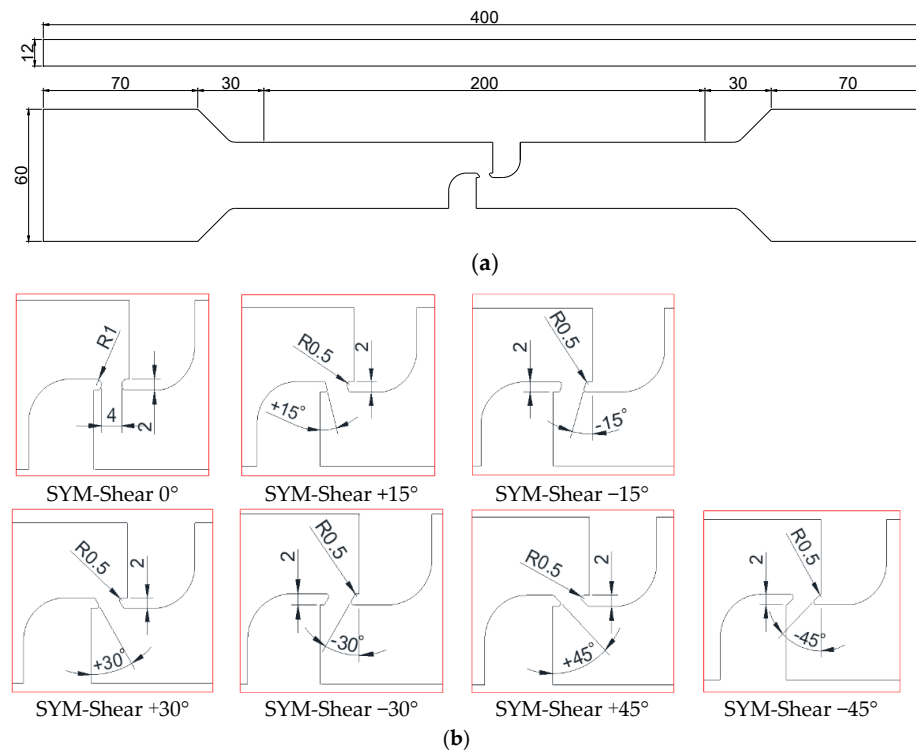 400
12
70 30 200 30 70
60
(a)
R1 4 2
R0.5 2 +15°
2 R0.5 -15°
SYM-Shear 0° SYM-Shear +15° SYM-Shear −15°
R0.5 2 +30°
2 R0.5 -30°
R0.5 2 +45°
2 R0.5 -45°
SYM-Shear +30° SYM-Shear −30° SYM-Shear +45° SYM-Shear −45°
(b)